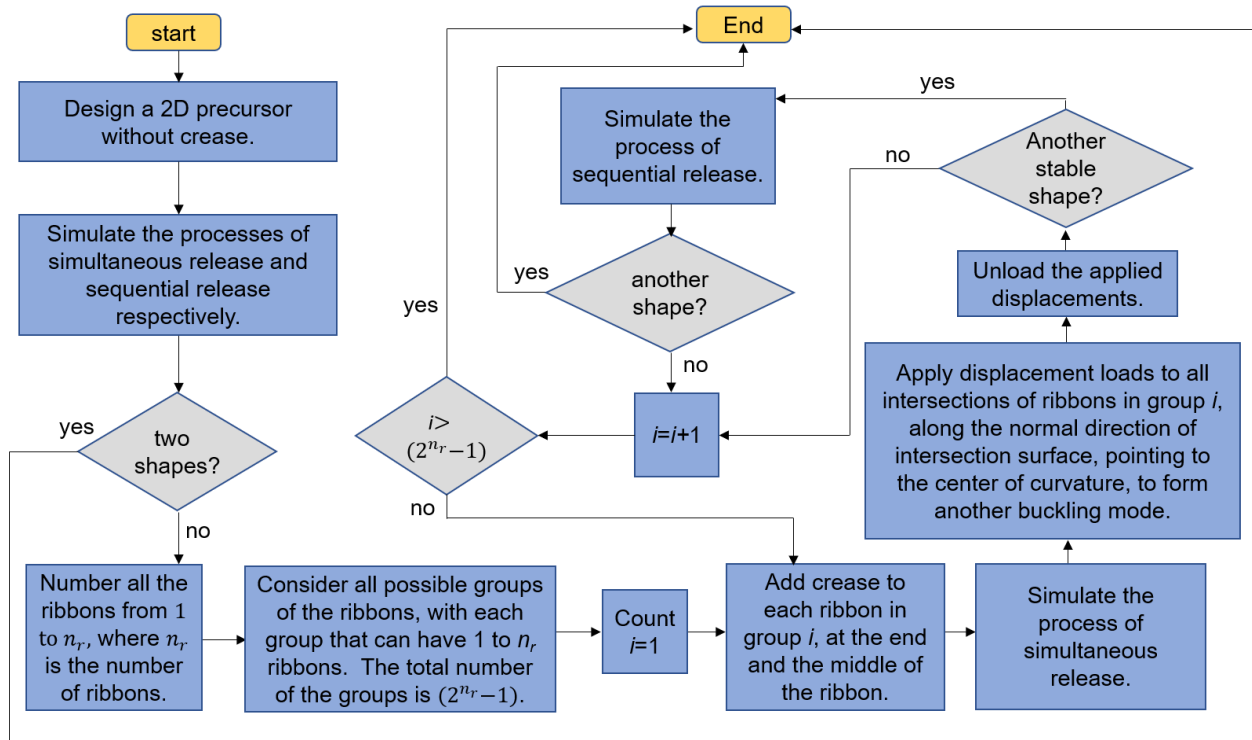 start
Design a 2D precursor
without crease.
Simulate the processes of
simultaneous release and
sequential release
respectively.
yes
two
shapes?
no
Number all the
ribbons from 1
to nᵣ, where nᵣ
is the number
of ribbons.
Consider all possible groups
of the ribbons, with each
group that can have 1 to nᵣ
ribbons. The total number
of the groups is (2^{nᵣ}−1).
Count
i=1
Add crease to
each ribbon in
group i, at the end
and the middle of
the ribbon.
Simulate the
process of
simultaneous
release.
Apply displacement loads to all
intersections of ribbons in group i,
along the normal direction of
intersection surface, pointing to
the center of curvature, to form
another buckling mode.
Unload the applied
displacements.
Another
stable
shape?
yes
no
Simulate the
process of
sequential release.
another
shape?
yes
no
i=i+1
i>
(2^{nᵣ}−1)
yes
no
End